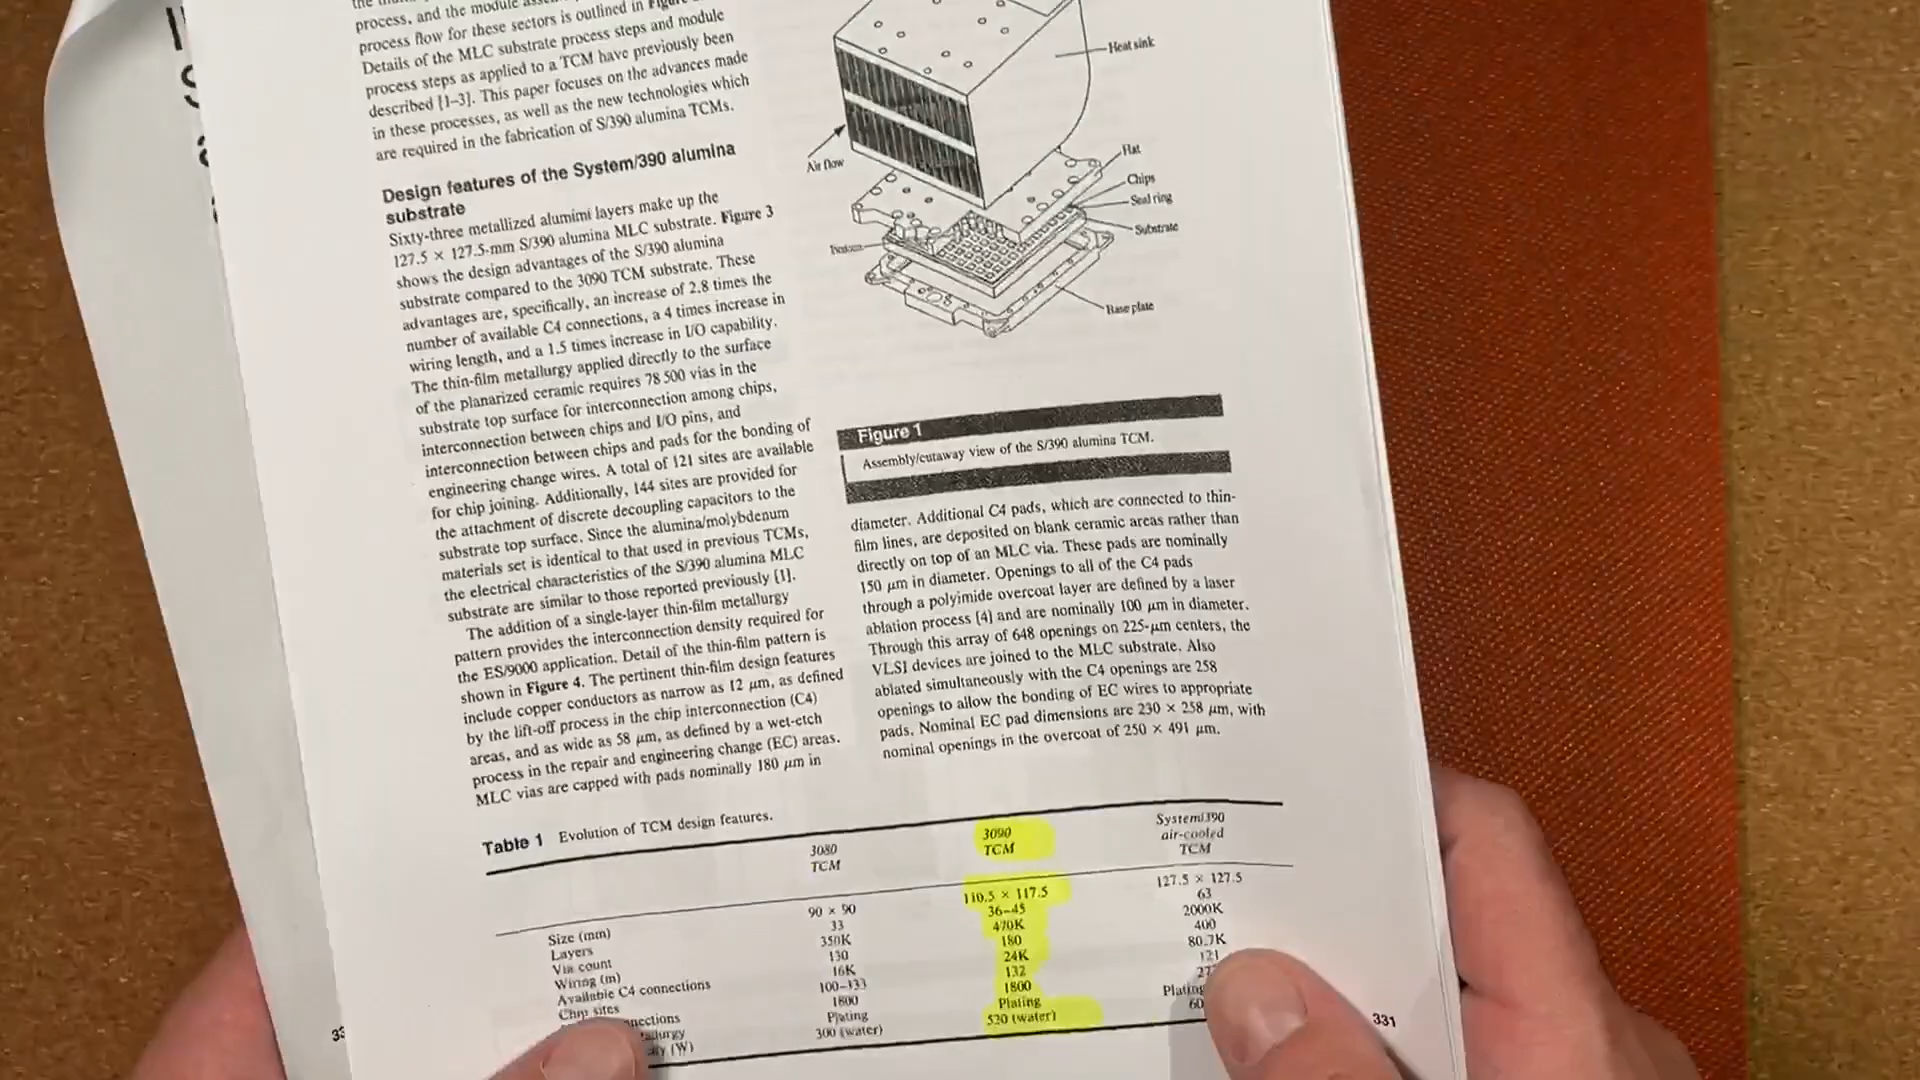 process, and the module
process flow for these sectors is outlined in Figure
Details of the MLC substrate process steps and module
process steps as applied to a TCM have previously been
described [1–3]. This paper focuses on the advances made
in these processes, as well as the new technologies which
are required in the fabrication of S/390 alumina TCMs.
Design features of the System/390 alumina
substrate
Sixty-three metallized alumimi layers make up the
127.5 × 127.5-mm S/390 alumina MLC substrate. Figure 3
shows the design advantages of the S/390 alumina
substrate compared to the 3090 TCM substrate. These
advantages are, specifically, an increase of 2.8 times the
number of available C4 connections, a 4 times increase in
wiring length, and a 1.5 times increase in I/O capability.
The thin-film metallurgy applied directly to the surface
of the planarized ceramic requires 78 500 vias in the
substrate top surface for interconnection among chips,
interconnection between chips and I/O pins, and
interconnection between chips and pads for the bonding of
engineering change wires. A total of 121 sites are available
for chip joining. Additionally, 144 sites are provided for
the attachment of discrete decoupling capacitors to the
substrate top surface. Since the alumina/molybdenum
materials set is identical to that used in previous TCMs,
the electrical characteristics of the S/390 alumina MLC
substrate are similar to those reported previously [1].
The addition of a single-layer thin-film metallurgy
pattern provides the interconnection density required for
the ES/9000 application. Detail of the thin-film pattern is
shown in Figure 4. The pertinent thin-film design features
include copper conductors as narrow as 12 μm, as defined
by the lift-off process in the chip interconnection (C4)
areas, and as wide as 58 μm, as defined by a wet-etch
process in the repair and engineering change (EC) areas.
MLC vias are capped with pads nominally 180 μm in
Heat sink
Air flow
Hat
Chips
Seal ring
Substrate
Pistons
Base plate
Figure 1
Assembly/cutaway view of the S/390 alumina TCM.
diameter. Additional C4 pads, which are connected to thin-
film lines, are deposited on blank ceramic areas rather than
directly on top of an MLC via. These pads are nominally
150 μm in diameter. Openings to all of the C4 pads
through a polyimide overcoat layer are defined by a laser
ablation process [4] and are nominally 100 μm in diameter.
Through this array of 648 openings on 225-μm centers, the
VLSI devices are joined to the MLC substrate. Also
ablated simultaneously with the C4 openings are 258
openings to allow the bonding of EC wires to appropriate
pads. Nominal EC pad dimensions are 230 × 258 μm, with
nominal openings in the overcoat of 250 × 491 μm.
Table 1 Evolution of TCM design features.
3080 TCM 3090 TCM System/390 air-cooled TCM
Size (mm) 90 × 90 110.5 × 117.5 127.5 × 127.5
Layers 33 36–45 63
Via count 350K 470K 2000K
Wiring (m) 130 180 400
Available C4 connections 16K 24K 80.7K
Chip sites 100–133 132 121
nections 1800 1800 27
Plating Plating Plating
(W) 300 (water) 520 (water) 60
331